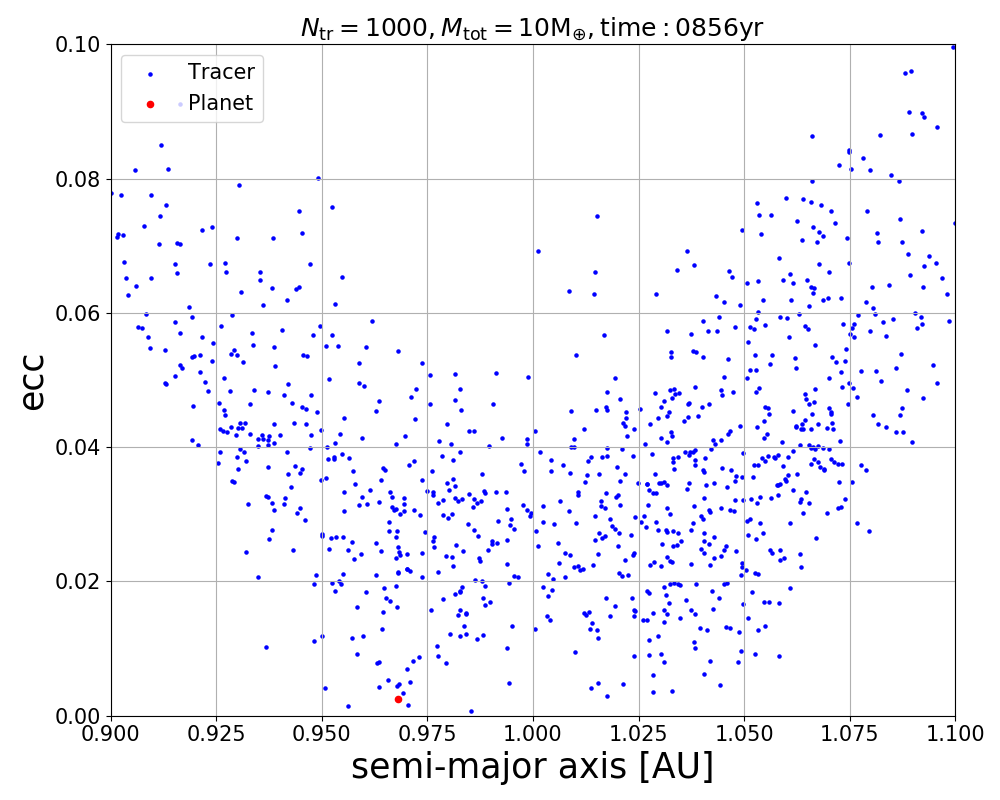 N_tr = 1000, M_tot = 10M_⊕, time : 0856yr
0.10
Tracer
Planet
0.08
0.06
ecc
0.04
0.02
0.00
0.900 0.925 0.950 0.975 1.000 1.025 1.050 1.075 1.100
semi-major axis [AU]